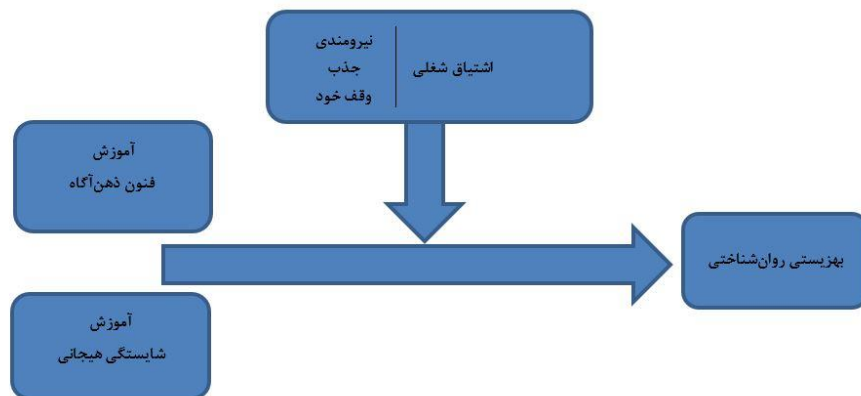 اشتیاق شغلی
نیرومندی
جذب
وقف خود
آموزش
فنون ذهن‌آگاه
بهزیستی روان‌شناختی
آموزش
شایستگی هیجانی